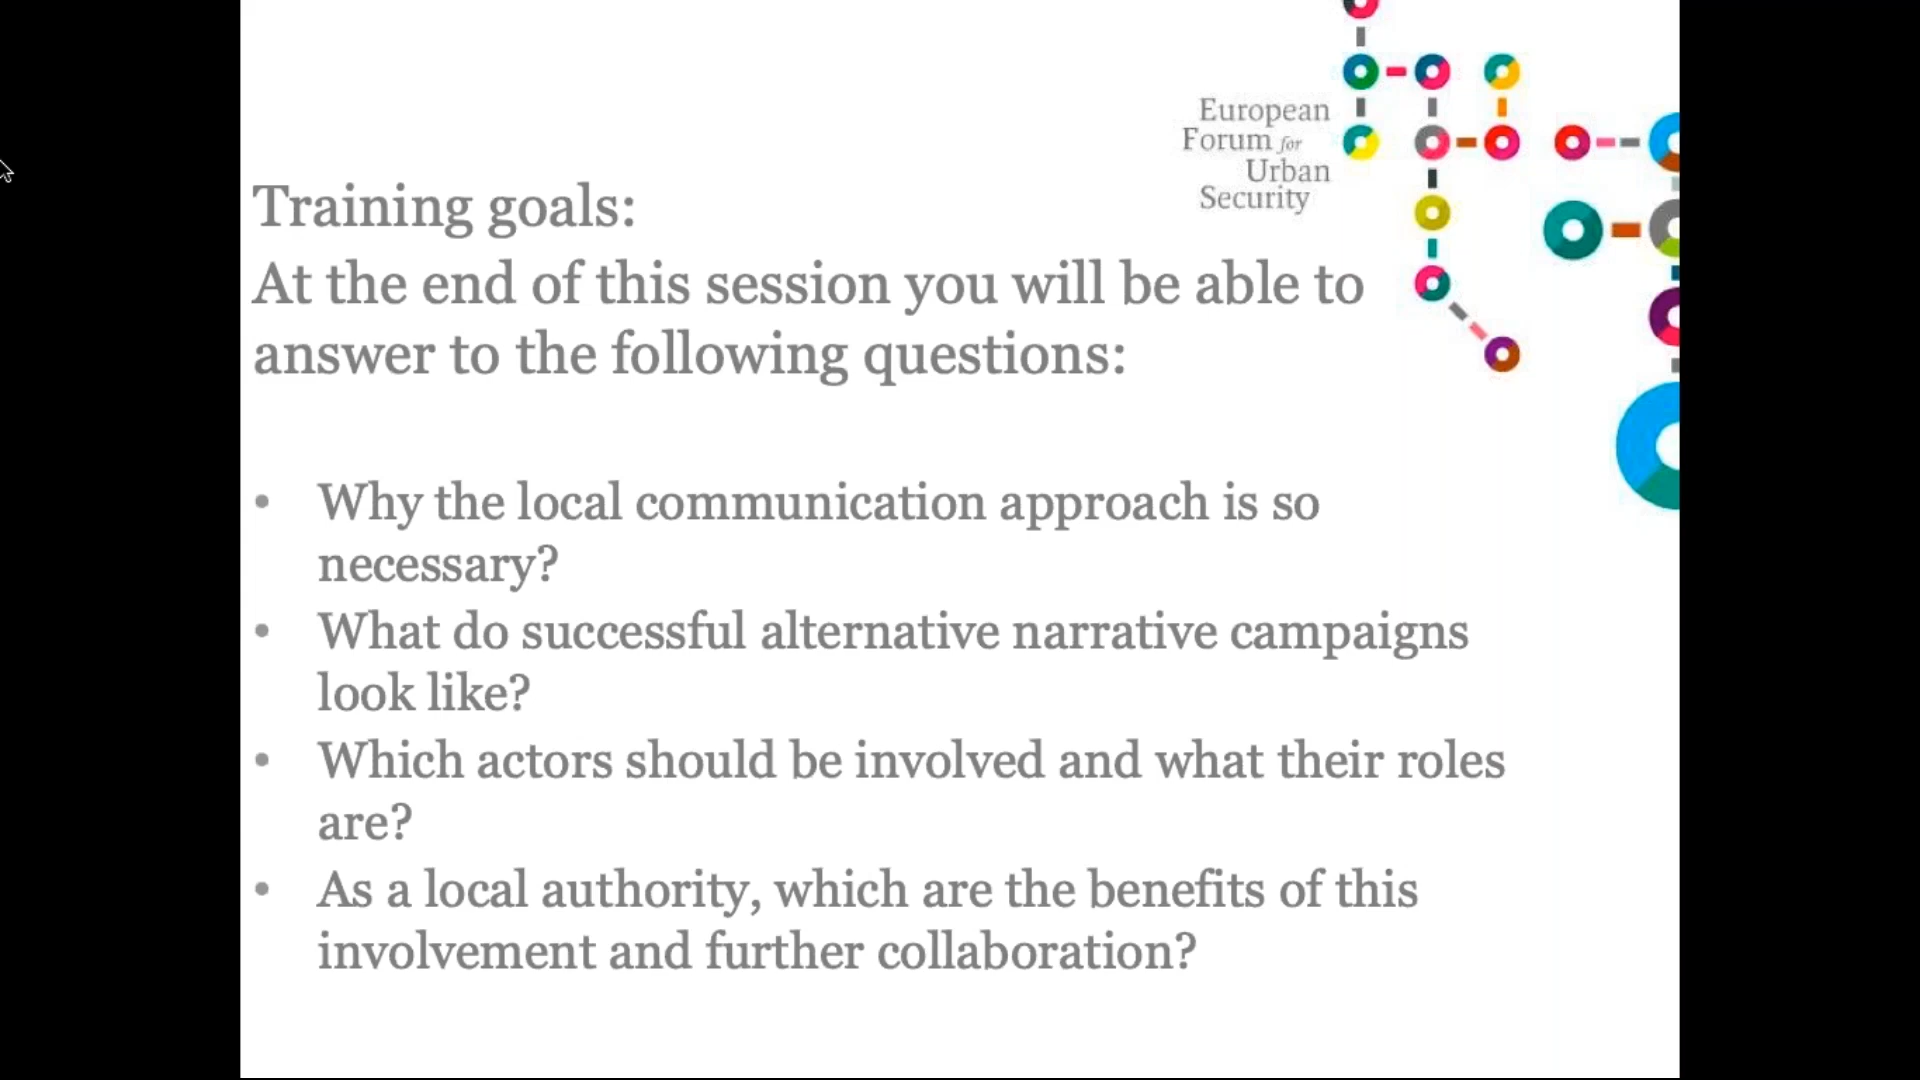 European
Forum for
Urban
Security
Training goals:
At the end of this session you will be able to
answer to the following questions:
• Why the local communication approach is so
necessary?
• What do successful alternative narrative campaigns
look like?
• Which actors should be involved and what their roles
are?
• As a local authority, which are the benefits of this
involvement and further collaboration?